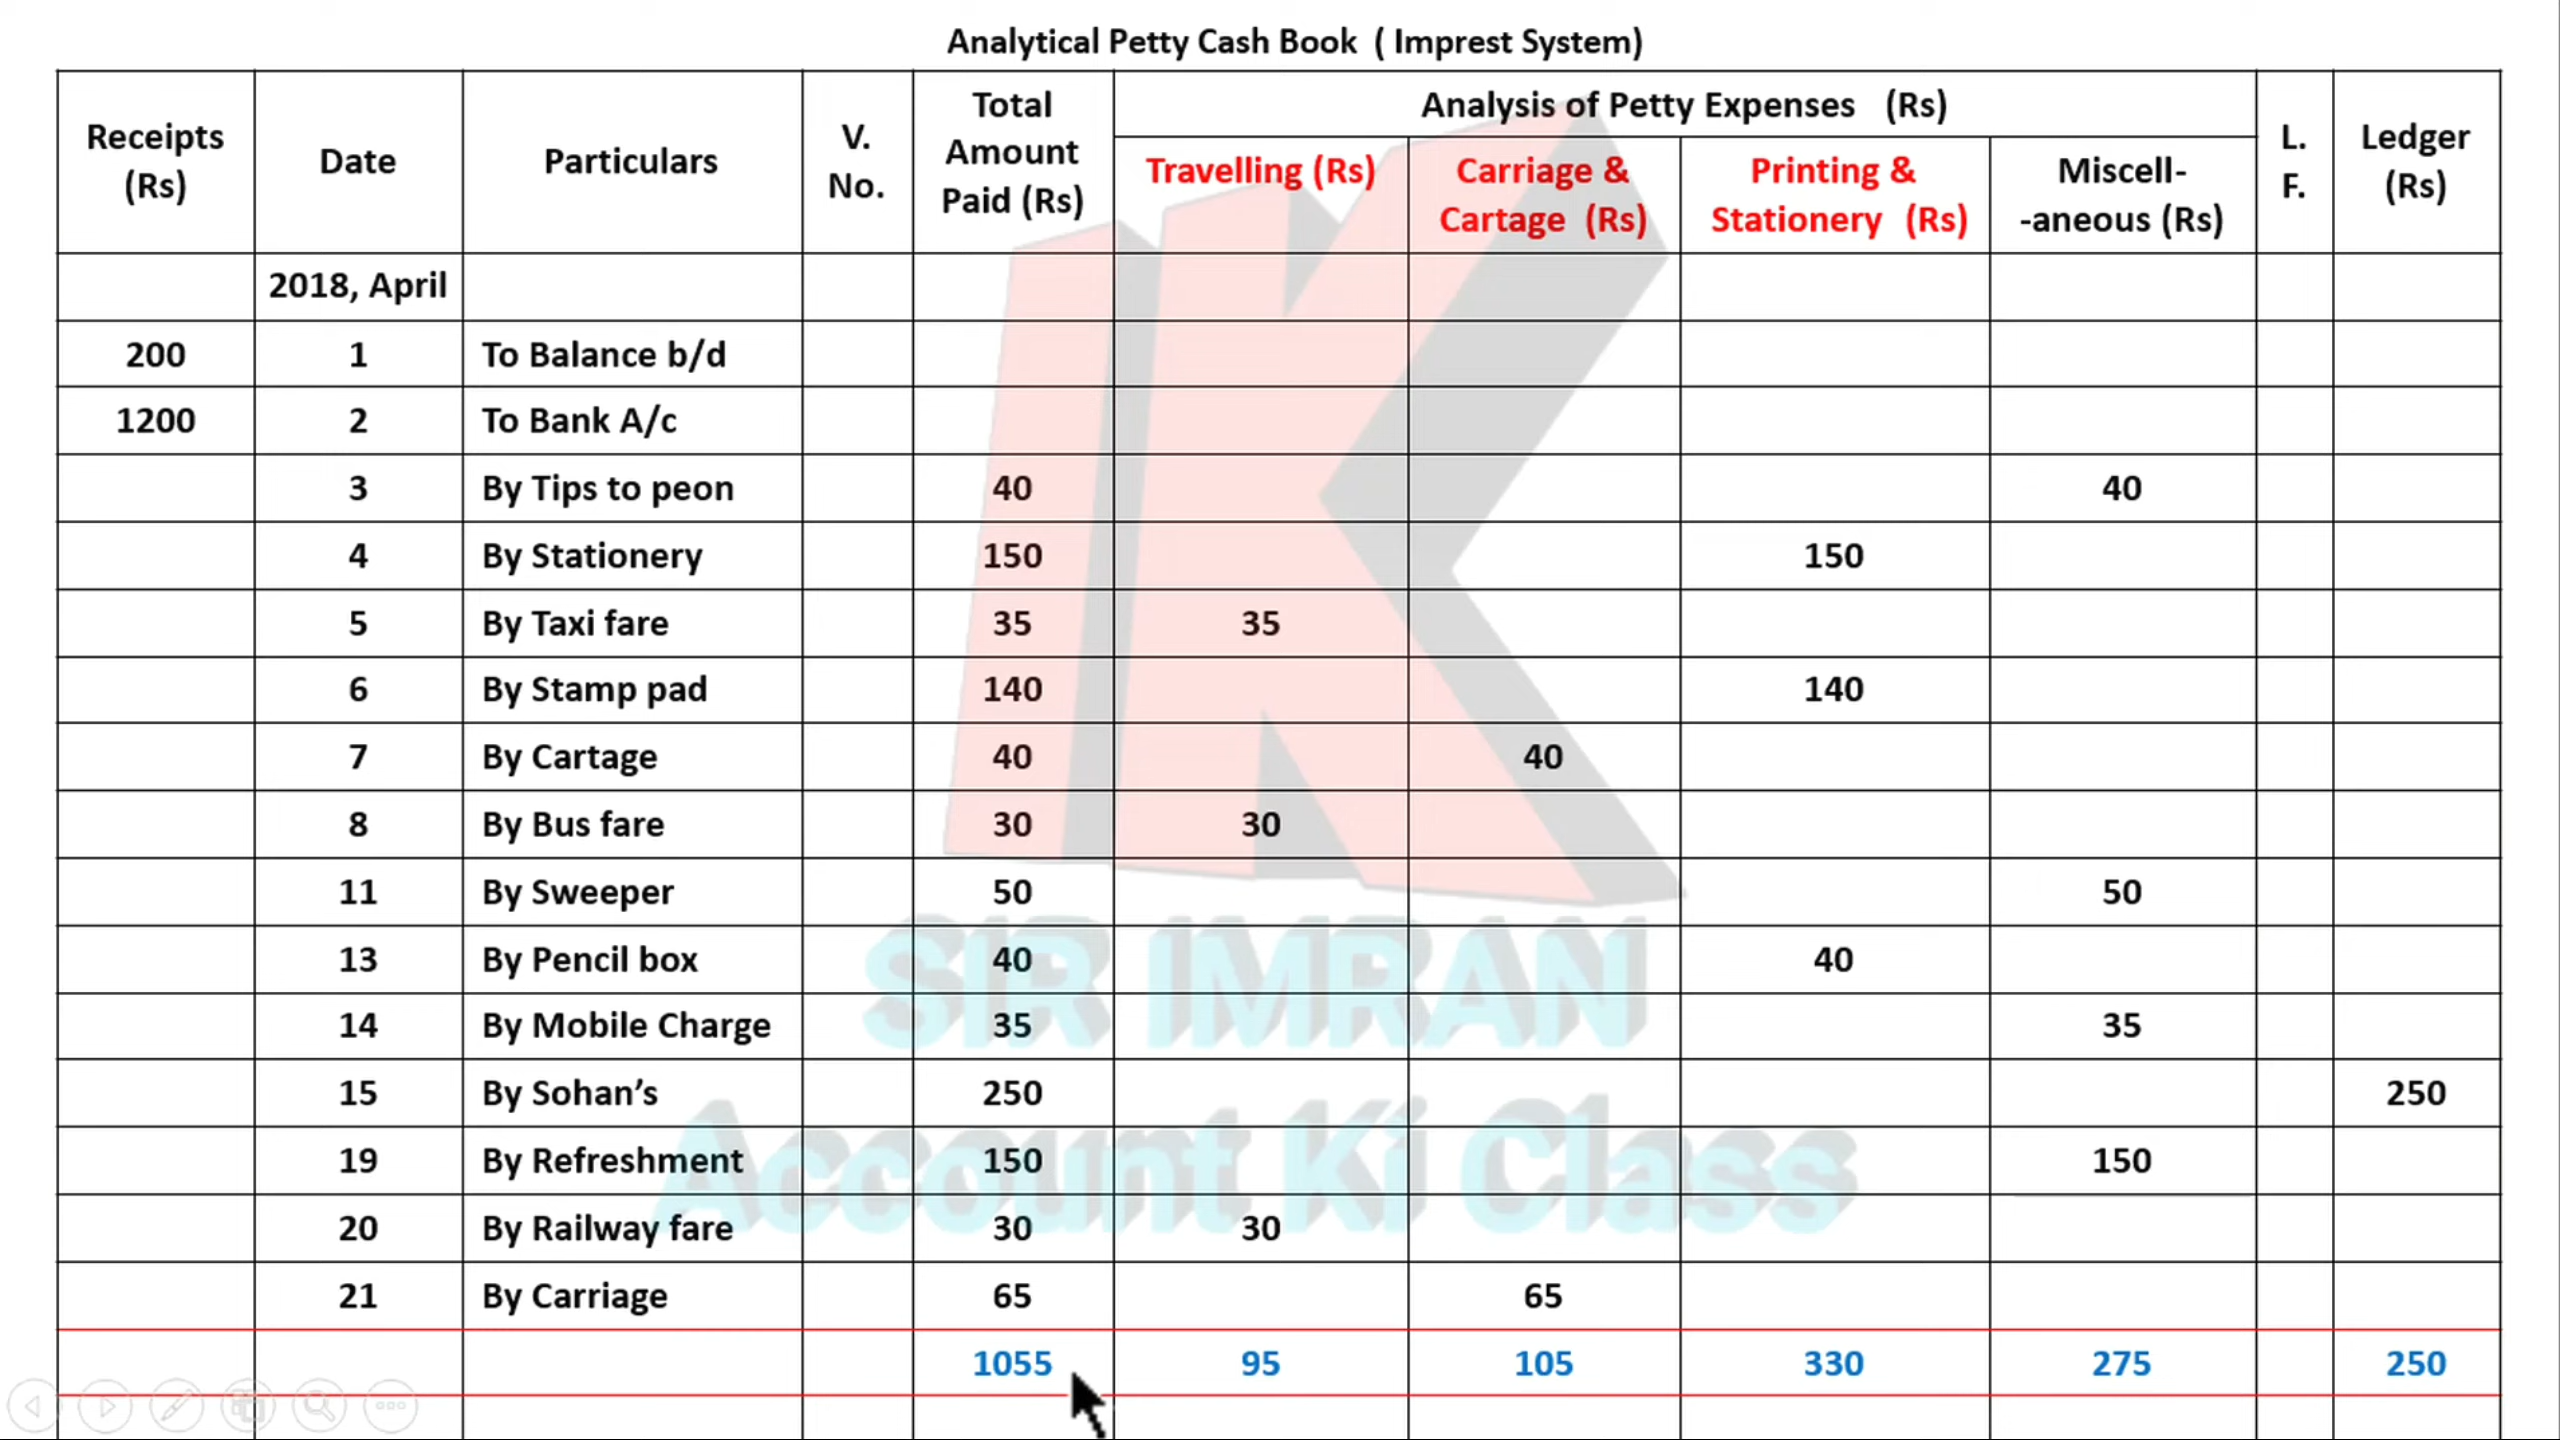 Analytical Petty Cash Book ( Imprest System)
Receipts (Rs) Date Particulars V. No. Total Amount Paid (Rs) Analysis of Petty Expenses (Rs) L. F. Ledger (Rs)
Travelling (Rs) Carriage & Cartage (Rs) Printing & Stationery (Rs) Miscell- -aneous (Rs)
2018, April
200 1 To Balance b/d
1200 2 To Bank A/c
3 By Tips to peon 40 40
4 By Stationery 150 150
5 By Taxi fare 35 35
6 By Stamp pad 140 140
7 By Cartage 40 40
8 By Bus fare 30 30
11 By Sweeper 50 50
13 By Pencil box 40 40
14 By Mobile Charge 35 35
15 By Sohan’s 250 250
19 By Refreshment 150 150
20 By Railway fare 30 30
21 By Carriage 65 65
1055 95 105 330 275 250
SIR IMRAN
Account Ki Class